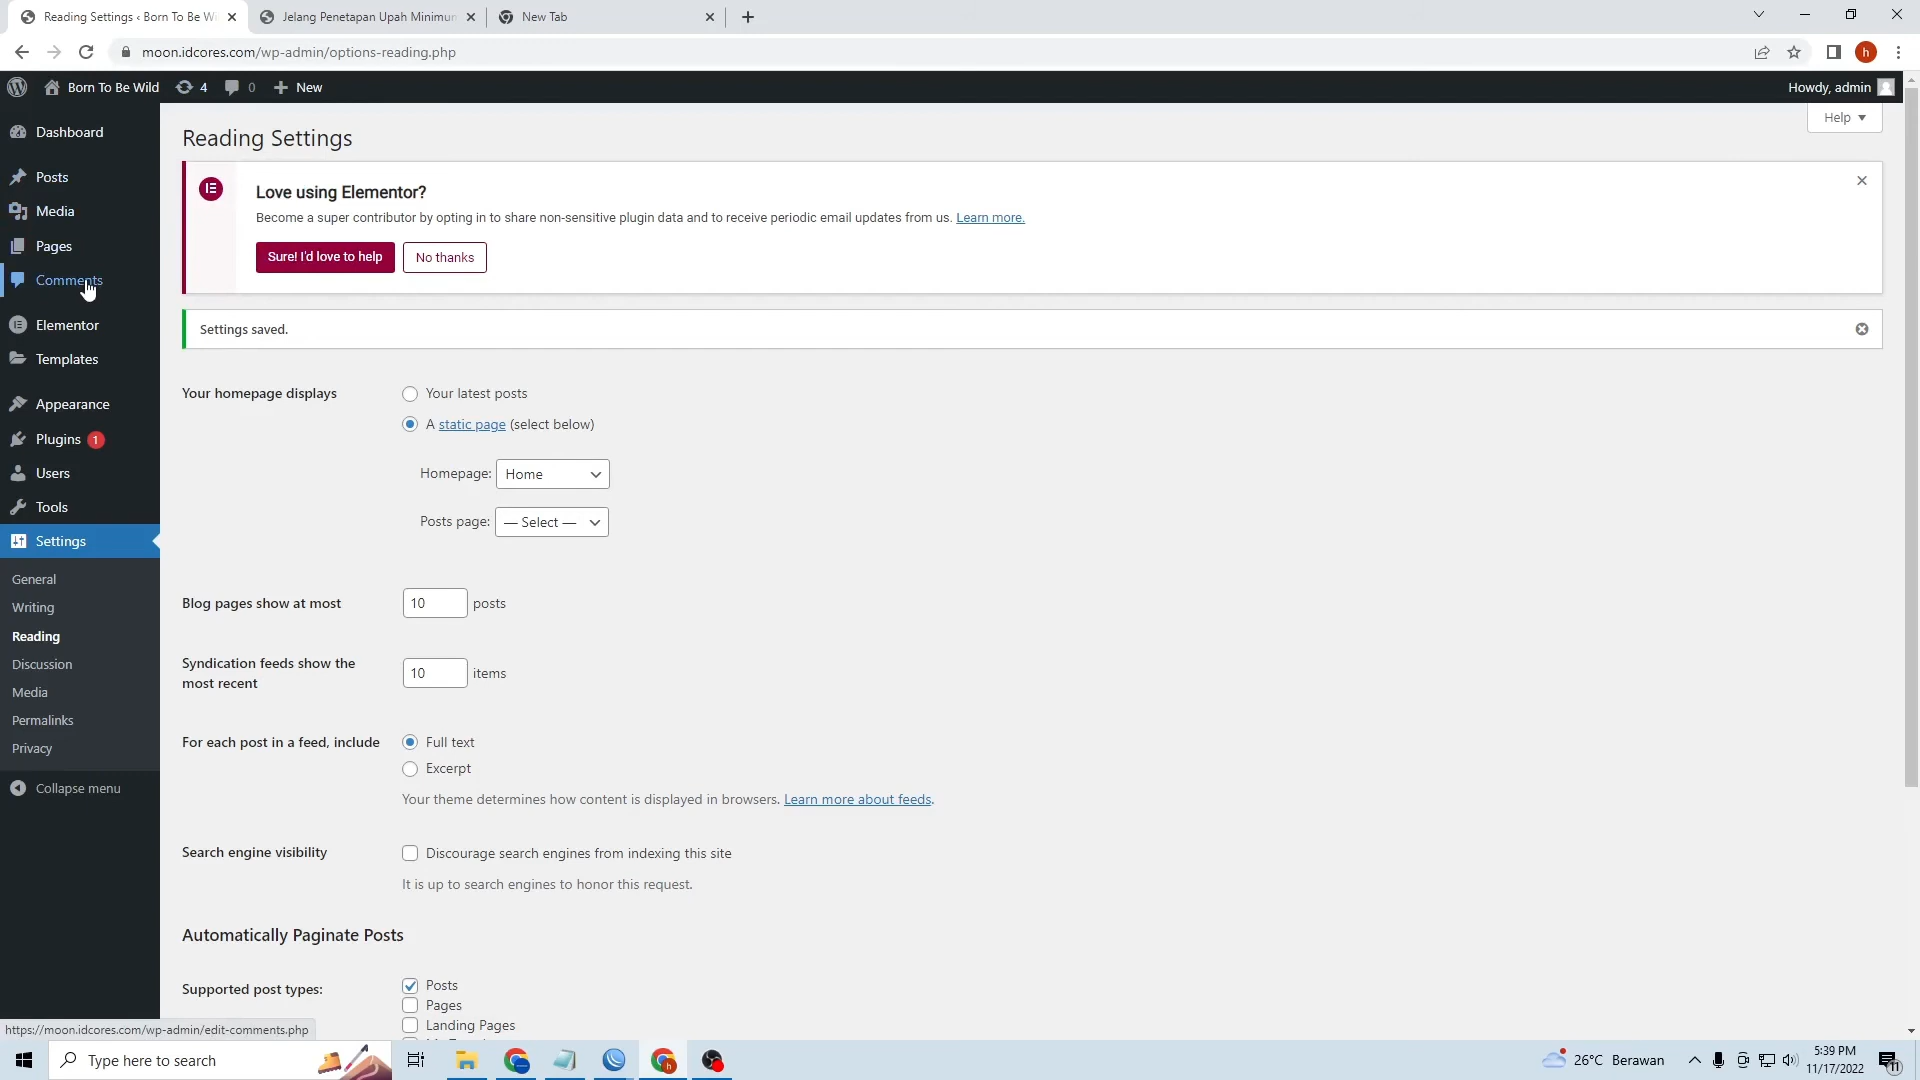 Reading Settings ‹ Born To Be Wi
Jelang Penetapan Upah Minimun
New Tab
moon.idcores.com/wp-admin/options-reading.php
h
Born To Be Wild
4
0
New
Howdy, admin
Dashboard
Posts
Media
Pages
Comments
Elementor
Templates
Appearance
Plugins 1
Users
Tools
Settings
General
Writing
Reading
Discussion
Media
Permalinks
Privacy
Collapse menu
Help
Reading Settings
Love using Elementor?
Become a super contributor by opting in to share non-sensitive plugin data and to receive periodic email updates from us. Learn more.
Sure! I'd love to help
No thanks
Settings saved.
Your homepage displays
Your latest posts
A static page (select below)
Homepage: Home
Posts page: — Select —
Blog pages show at most
10 posts
Syndication feeds show the
most recent
10 items
For each post in a feed, include
Full text
Excerpt
Your theme determines how content is displayed in browsers. Learn more about feeds.
Search engine visibility
Discourage search engines from indexing this site
It is up to search engines to honor this request.
Automatically Paginate Posts
Supported post types:
Posts
Pages
Landing Pages
https://moon.idcores.com/wp-admin/edit-comments.php
Type here to search
26°C Berawan
5:39 PM
11/17/2022
11